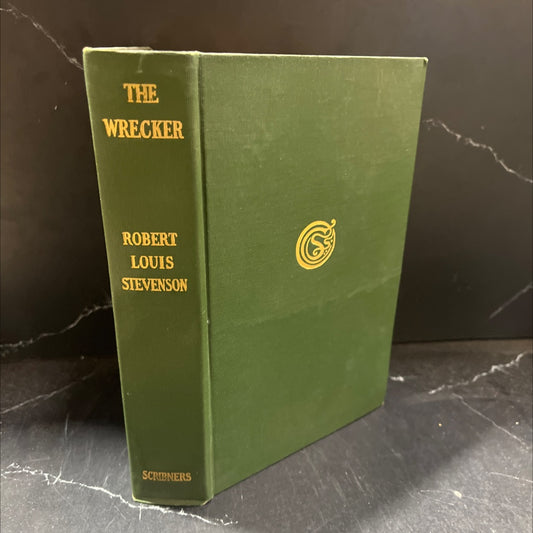 THE
WRECKER
ROBERT
LOUIS
STEVENSON
SCRIBNERS